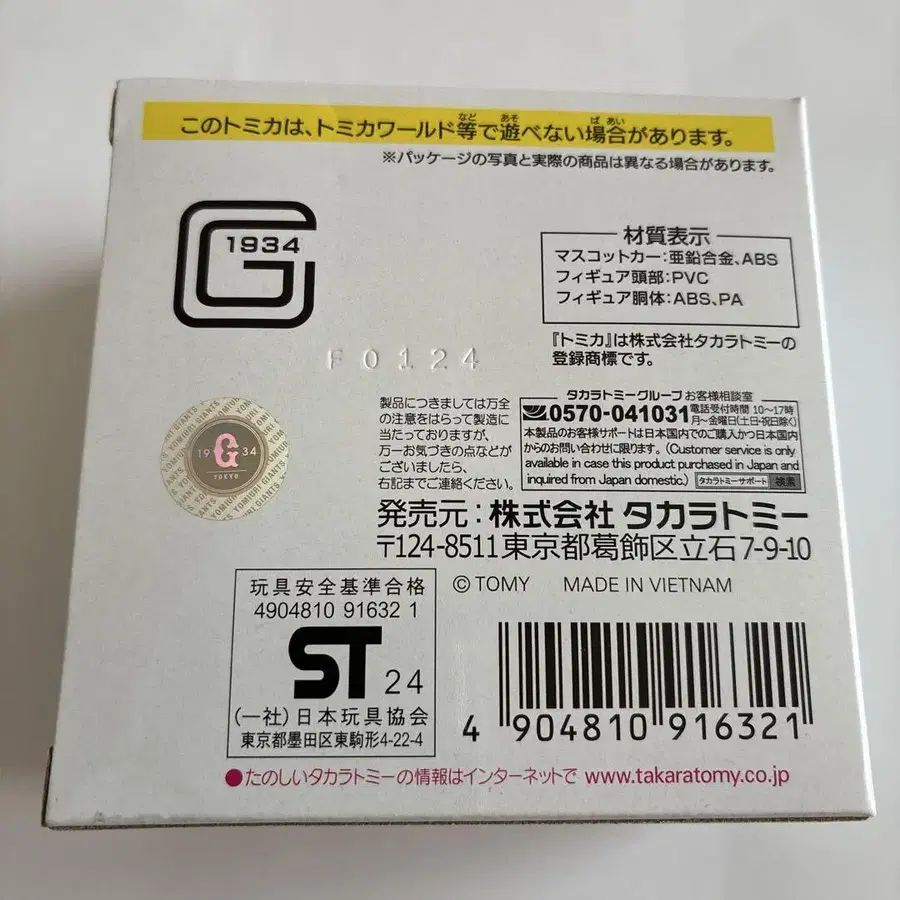 このトミカは、トミカワールド等で遊べない場合があります。
※パッケージの写真と実際の商品は異なる場合があります。
1934
G
材質表示
マスコットカー:亜鉛合金、ABS
フィギュア頭部:PVC
フィギュア胴体:ABS、PA
『トミカ』は株式会社タカラトミーの
登録商標です。
F0124
YOMIURI GIANTS
19 G 34
TOKYO
製品につきましては万全
の注意をはらって製造に
当たっておりますが、
万一お気づきの点などが
ございましたら、
右記までご連絡ください。
タカラトミーグループ お客様相談室
0570-041031 電話受付時間 10〜17時
月〜金曜日(土日・祝日除く)
本製品のお客様サポートは日本国内でのご購入かつ日本国内
からのお問い合わせに限ります。(Customer service is only
available in case this product purchased in Japan and
inquired from Japan domestic.) タカラトミーサポート 検索
発売元:株式会社 タカラトミー
〒124-8511 東京都葛飾区立石7-9-10
© TOMY MADE IN VIETNAM
玩具安全基準合格
4904810 91632 1
ST 24
(一社)日本玩具協会
東京都墨田区東駒形4-22-4
4 904810 916321
●たのしいタカラトミーの情報はインターネットで www.takaratomy.co.jp